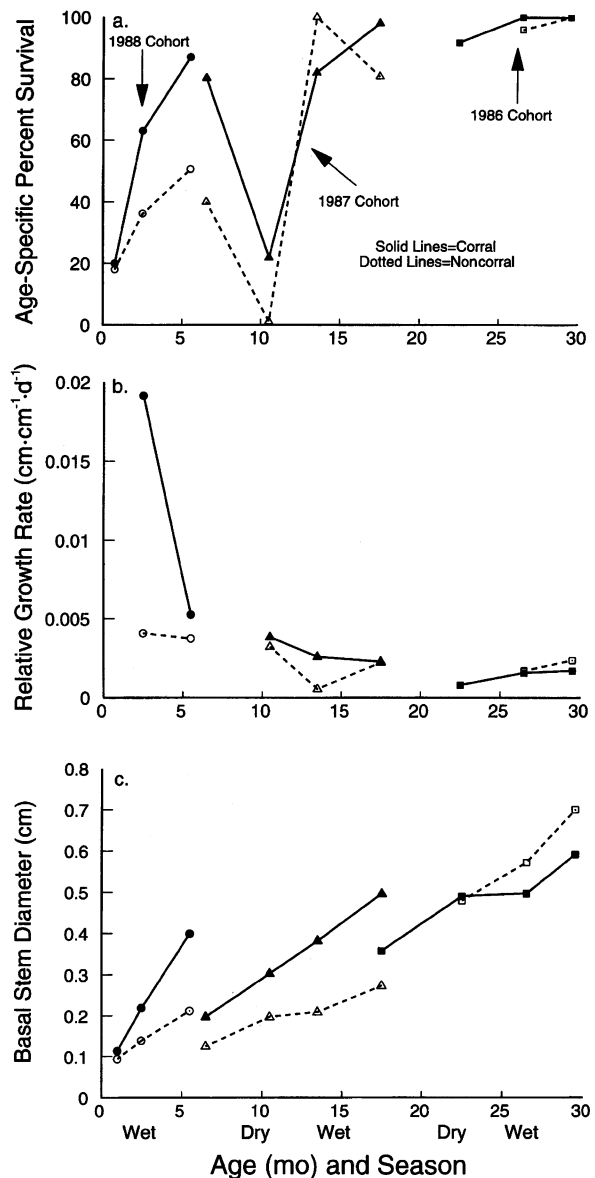 a.
1988 Cohort
1986 Cohort
1987 Cohort
Solid Lines=Corral
Dotted Lines=Noncorral
Age-Specific Percent Survival
100
80
60
40
20
0
0 5 10 15 20 25 30
b.
Relative Growth Rate (cm·cm⁻¹·d⁻¹)
0.02
0.015
0.01
0.005
0
0 5 10 15 20 25 30
c.
Basal Stem Diameter (cm)
0.8
0.7
0.6
0.5
0.4
0.3
0.2
0.1
0
0 5 10 15 20 25 30
Wet Dry Wet Dry Wet
Age (mo) and Season